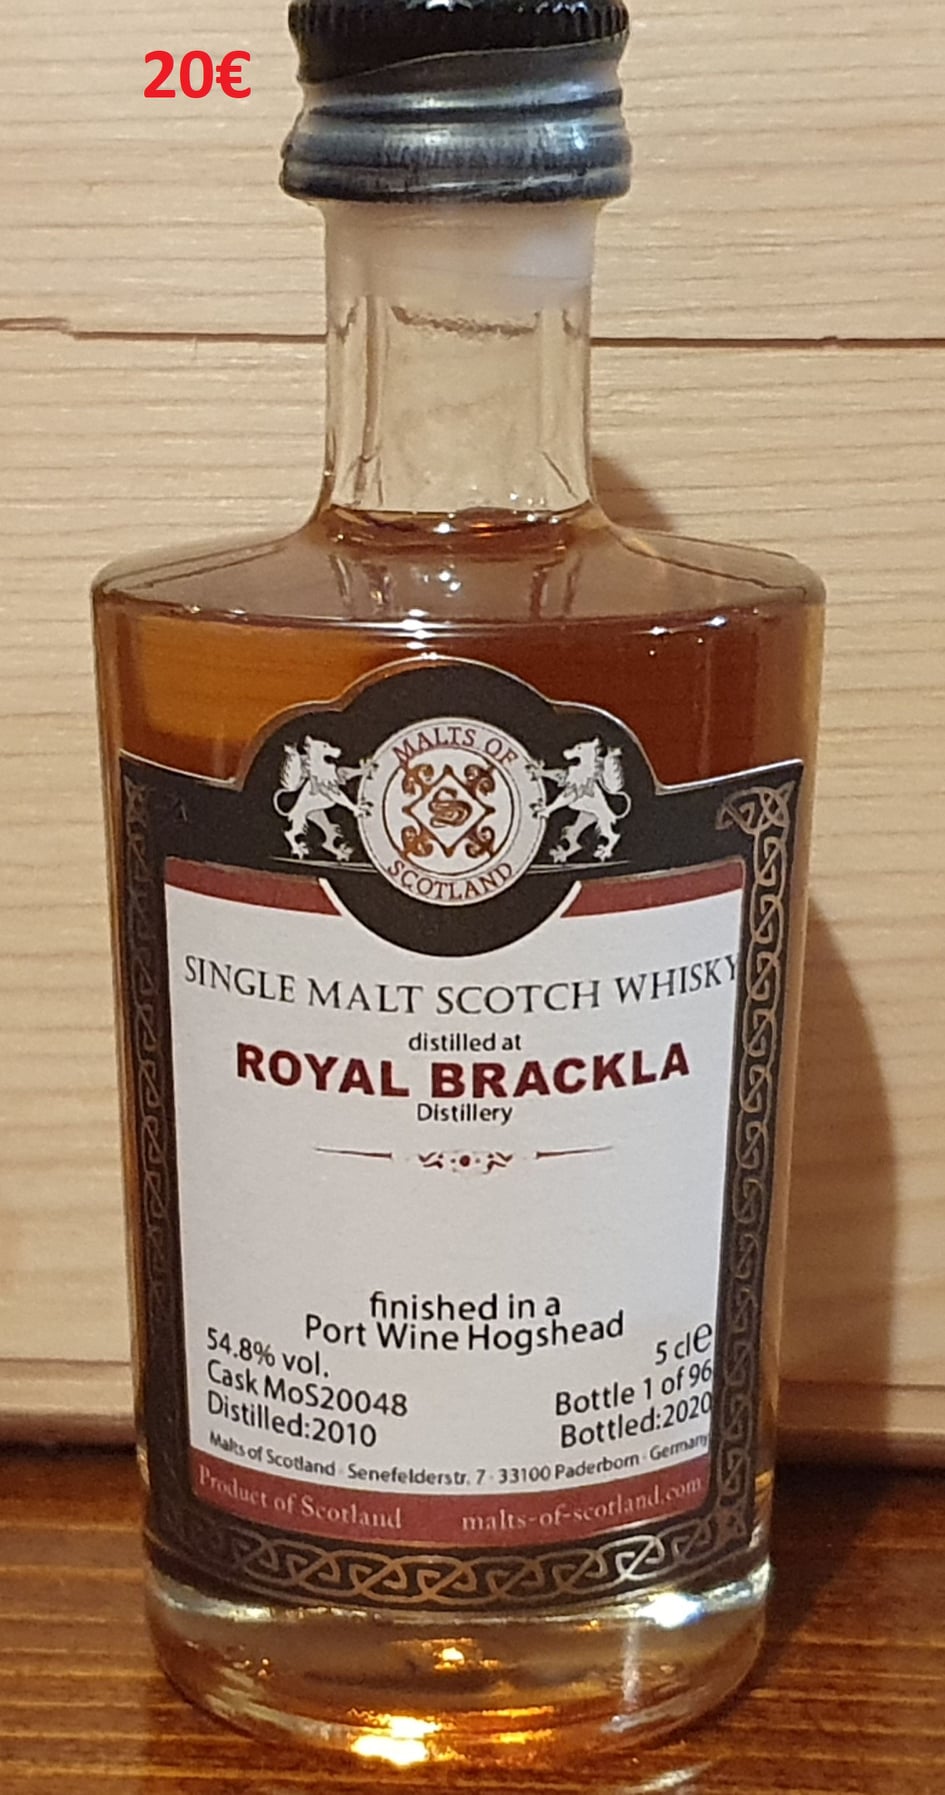 20€
MALTS OF
SCOTLAND
SINGLE MALT SCOTCH WHISKY
distilled at
ROYAL BRACKLA
Distillery
finished in a
Port Wine Hogshead
54.8% vol.
Cask MoS20048
Distilled:2010
5 cle
Bottle 1 of 96
Bottled:2020
Malts of Scotland · Senefelderstr. 7 · 33100 Paderborn · Germany
Product of Scotland
malts-of-scotland.com